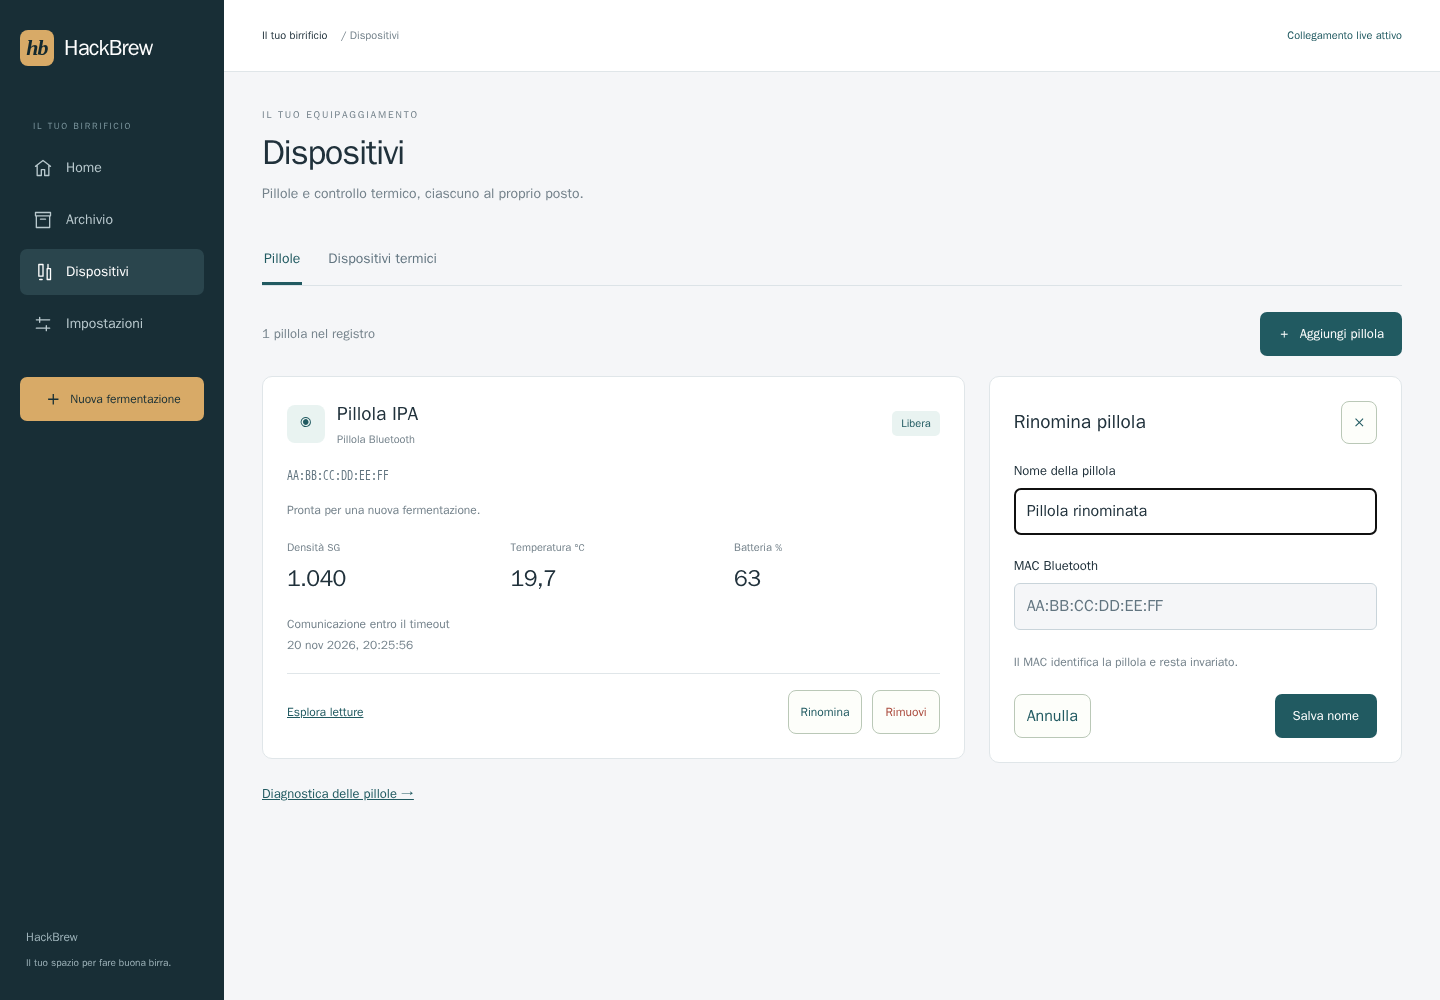 hb HackBrew
IL TUO BIRRIFICIO
Home
Archivio
Dispositivi
Impostazioni
+ Nuova fermentazione
HackBrew
Il tuo spazio per fare buona birra.
Il tuo birrificio / Dispositivi
Collegamento live attivo
IL TUO EQUIPAGGIAMENTO
Dispositivi
Pillole e controllo termico, ciascuno al proprio posto.
Pillole Dispositivi termici
1 pillola nel registro
+ Aggiungi pillola
Pillola IPA
Pillola Bluetooth
Libera
AA:BB:CC:DD:EE:FF
Pronta per una nuova fermentazione.
Densità SG Temperatura °C Batteria %
1.040 19,7 63
Comunicazione entro il timeout
20 nov 2026, 20:25:56
Esplora letture Rinomina Rimuovi
Diagnostica delle pillole →
Rinomina pillola ×
Nome della pillola
Pillola rinominata
MAC Bluetooth
AA:BB:CC:DD:EE:FF
Il MAC identifica la pillola e resta invariato.
Annulla Salva nome